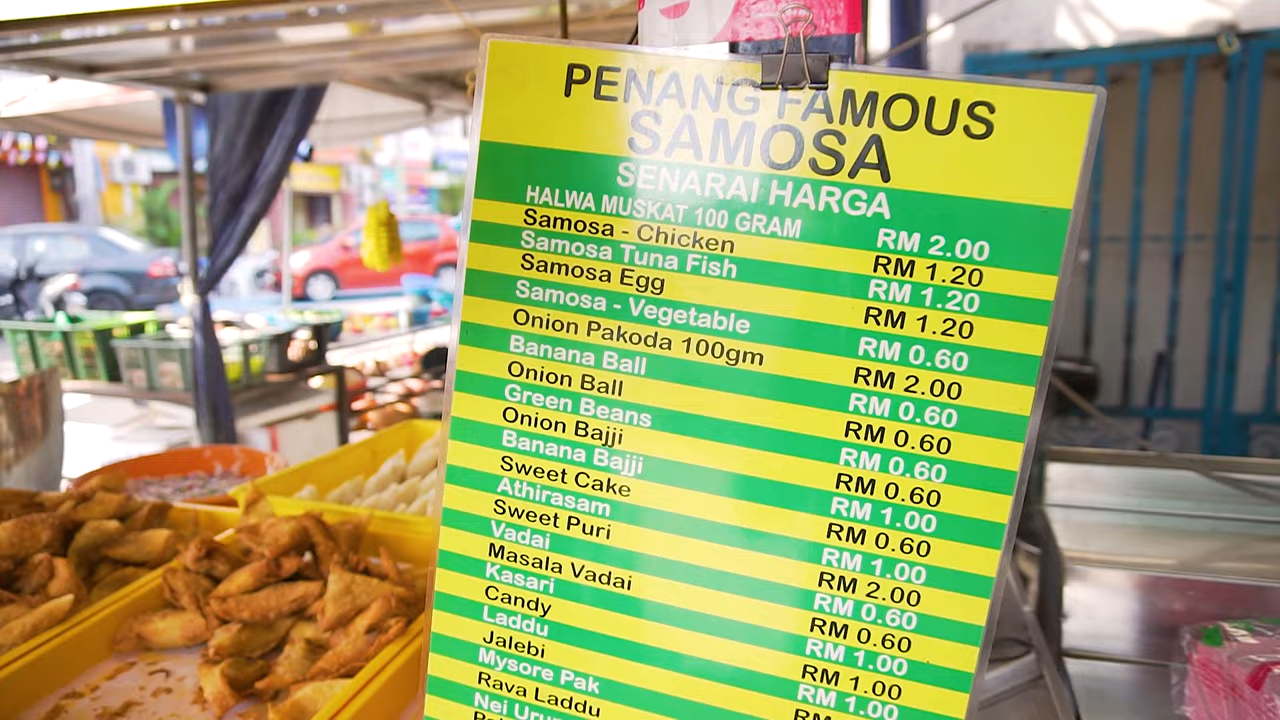 PENANG FAMOUS
SAMOSA
SENARAI HARGA
HALWA MUSKAT 100 GRAM RM 2.00
Samosa - Chicken RM 1.20
Samosa Tuna Fish RM 1.20
Samosa Egg RM 1.20
Samosa - Vegetable RM 0.60
Onion Pakoda 100gm RM 2.00
Banana Ball RM 0.60
Onion Ball RM 0.60
Green Beans RM 0.60
Onion Bajji RM 0.60
Banana Bajji RM 1.00
Sweet Cake RM 0.60
Athirasam RM 1.00
Sweet Puri RM 2.00
Vadai RM 0.60
Masala Vadai RM 0.60
Kasari RM 1.00
Candy RM 1.00
Laddu RM 1.00
Jalebi RM
Mysore Pak
Rava Laddu
Nei